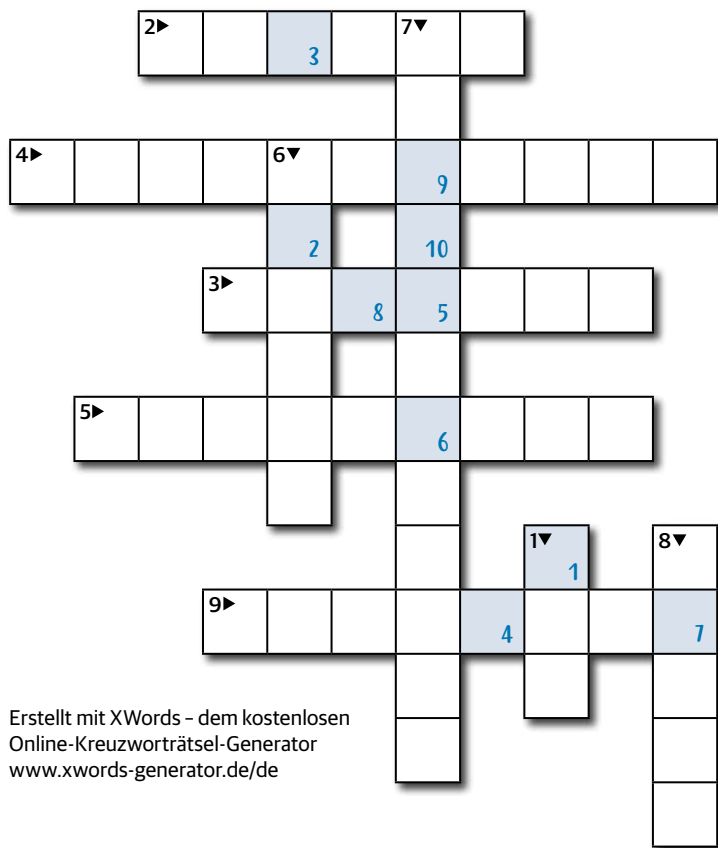 2▶ 7▼
3
4▶ 6▼
9
2 10
3▶ 8 5
5▶
6
1▼ 8▼
1
9▶ 4 7
Erstellt mit XWords – dem kostenlosen
Online-Kreuzworträtsel-Generator
www.xwords-generator.de/de